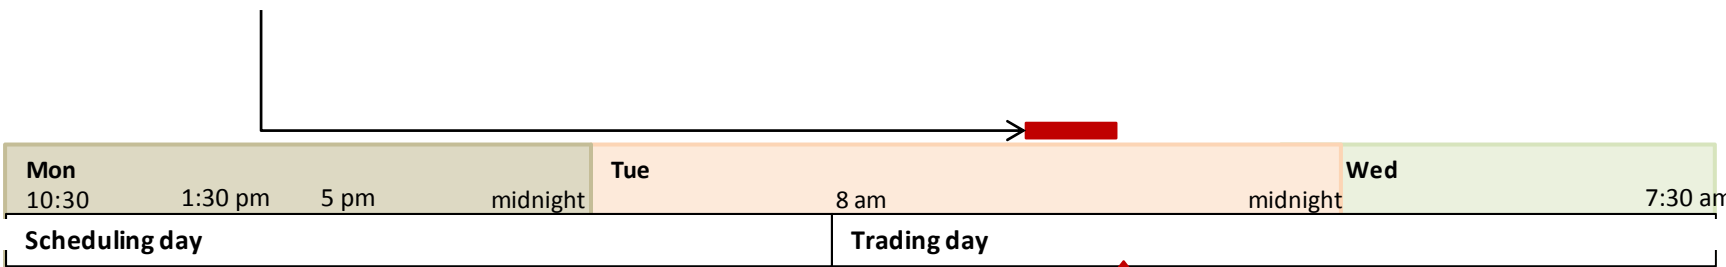 Mon Tue Wed
10:30 1:30 pm 5 pm midnight 8 am midnight 7:30 am
Scheduling day Trading day